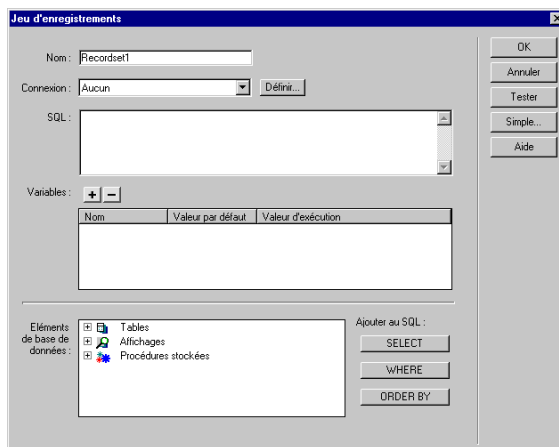 Jeu d'enregistrements
Nom : Recordset1
Connexion : Aucun Définir...
SQL :
Variables : + −
Nom Valeur par défaut Valeur d'exécution
Eléments de base de données :
Tables
Affichages
Procédures stockées
Ajouter au SQL :
SELECT
WHERE
ORDER BY
OK
Annuler
Tester
Simple...
Aide